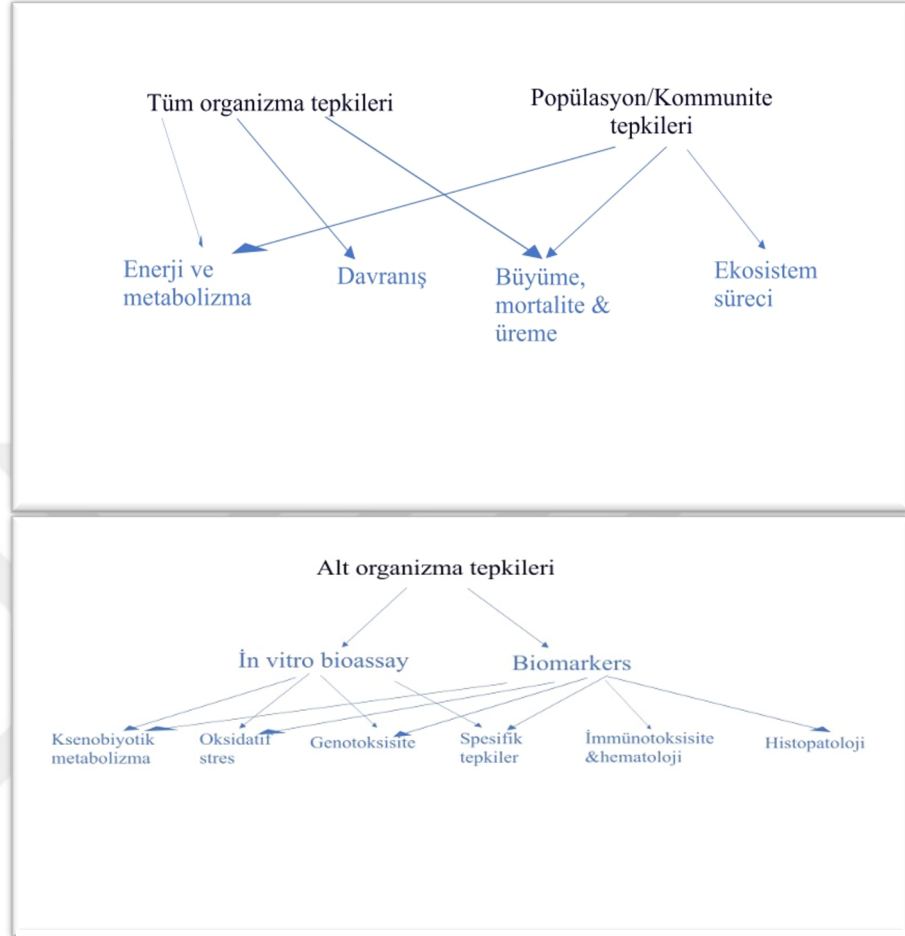 Tüm organizma tepkileri
Popülasyon/Kommunite
tepkileri
Enerji ve
metabolizma
Davranış
Büyüme,
mortalite &
üreme
Ekosistem
süreci
Alt organizma tepkileri
İn vitro bioassay
Biomarkers
Ksenobiyotik
metabolizma
Oksidatif
stres
Genotoksisite
Spesifik
tepkiler
İmmünotoksisite
&hematoloji
Histopatoloji